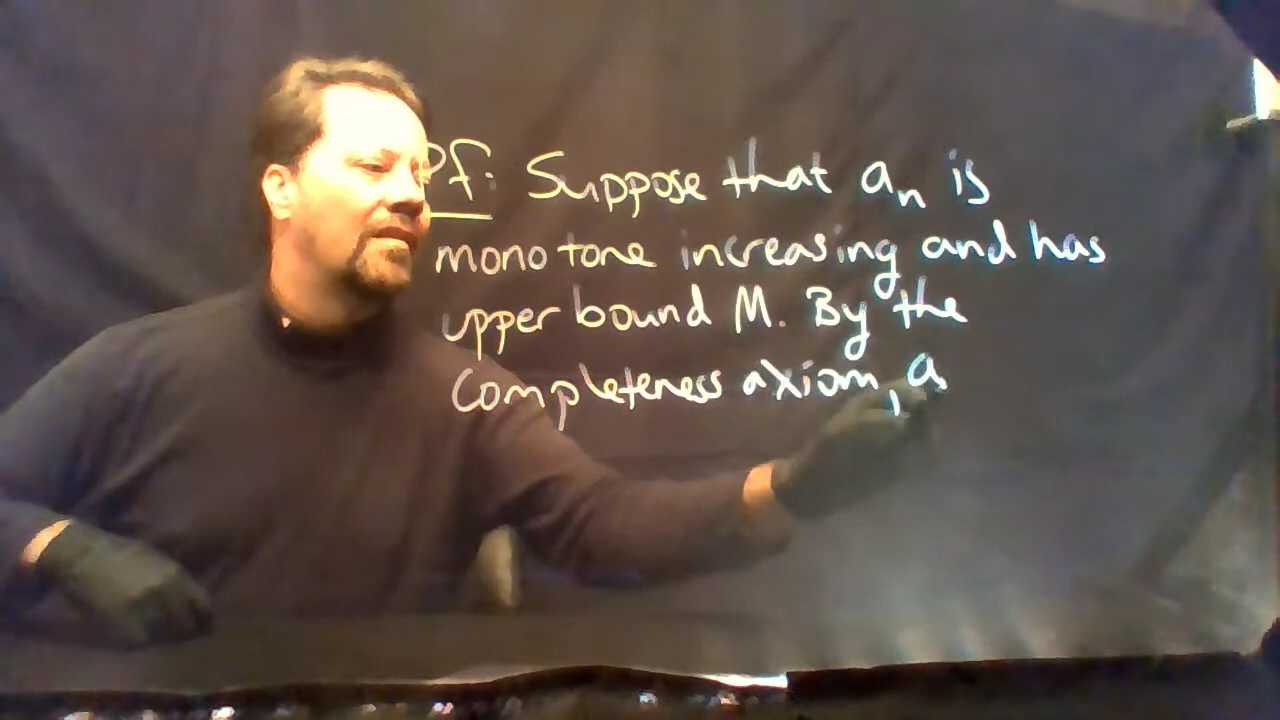 Pf: Suppose that aₙ is
monotone increasing and has
upper bound M. By the
Completeness axiom, a